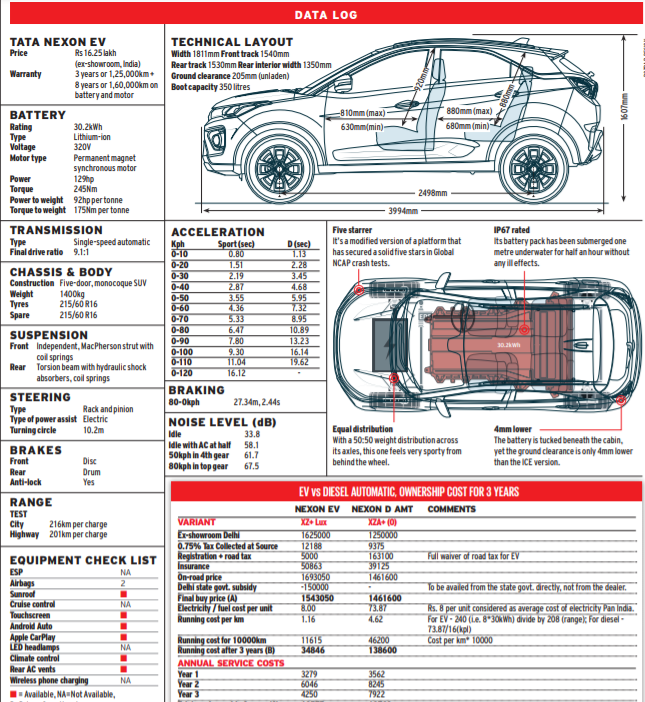 DATA LOG
TATA NEXON EV
Price Rs 16.25 lakh
(ex-showroom, India)
Warranty 3 years or 1,25,000km +
8 years or 1,60,000km on
battery and motor
BATTERY
Rating 30.2kWh
Type Lithium-ion
Voltage 320V
Motor type Permanent magnet
synchronous motor
Power 129hp
Torque 245Nm
Power to weight 92hp per tonne
Torque to weight 175Nm per tonne
TRANSMISSION
Type Single-speed automatic
Final drive ratio 9.1:1
CHASSIS & BODY
Construction Five-door, monocoque SUV
Weight 1400kg
Tyres 215/60 R16
Spare 215/60 R16
SUSPENSION
Front Independent, MacPherson strut with
coil springs
Rear Torsion beam with hydraulic shock
absorbers, coil springs
STEERING
Type Rack and pinion
Type of power assist Electric
Turning circle 10.2m
BRAKES
Front Disc
Rear Drum
Anti-lock Yes
RANGE
TEST
City 216km per charge
Highway 201km per charge
EQUIPMENT CHECK LIST
ESP NA
Airbags 2
Sunroof ■
Cruise control NA
Touchscreen ■
Android Auto ■
Apple CarPlay ■
LED headlamps NA
Climate control ■
Rear AC vents ■
Wireless phone charging NA
■ = Available, NA=Not Available,
TECHNICAL LAYOUT
Width 1811mm Front track 1540mm
Rear track 1530mm Rear interior width 1350mm
Ground clearance 205mm (unladen)
Boot capacity 350 litres
920mm
880mm
810mm (max)
630mm(min)
880mm (max)
680mm (min)
1607mm
2498mm
3994mm
ACCELERATION
Kph Sport (sec) D (sec)
0-10 0.80 1.13
0-20 1.51 2.28
0-30 2.19 3.45
0-40 2.87 4.68
0-50 3.55 5.95
0-60 4.36 7.32
0-70 5.33 8.95
0-80 6.47 10.89
0-90 7.80 13.23
0-100 9.30 16.14
0-110 11.04 19.62
0-120 16.12 -
BRAKING
80-0kph 27.34m, 2.44s
NOISE LEVEL (dB)
Idle 33.8
Idle with AC at half 58.1
50kph in 4th gear 61.7
80kph in top gear 67.5
Five starrer
It's a modified version of a platform that
has secured a solid five stars in Global
NCAP crash tests.
IP67 rated
Its battery pack has been submerged one
metre underwater for half an hour without
any ill effects.
30.2kWh
Equal distribution
With a 50:50 weight distribution across
its axles, this one feels very sporty from
behind the wheel.
4mm lower
The battery is tucked beneath the cabin,
yet the ground clearance is only 4mm lower
than the ICE version.
EV vs DIESEL AUTOMATIC, OWNERSHIP COST FOR 3 YEARS
NEXON EV NEXON D AMT COMMENTS
VARIANT XZ+ Lux XZA+ (O)
Ex-showroom Delhi 1625000 1250000
0.75% Tax Collected at Source 12188 9375
Registration + road tax 5000 163100 Full waiver of road tax for EV
Insurance 50863 39125
On-road price 1693050 1461600
Delhi state govt. subsidy -150000 - To be availed from the state govt. directly, not from the dealer.
Final buy price (A) 1543050 1461600
Electricity / fuel cost per unit 8.00 73.87 Rs. 8 per unit considered as average cost of electricity Pan India.
Running cost per km 1.16 4.62 For EV - 240 (i.e. 8*30kWh) divide by 208 (range); For diesel -
73.87/16(kpl)
Running cost for 10000km 11615 46200 Cost per km* 10000
Running cost after 3 years (B) 34846 138600
ANNUAL SERVICE COSTS
Year 1 3279 3562
Year 2 6046 8245
Year 3 4250 7922